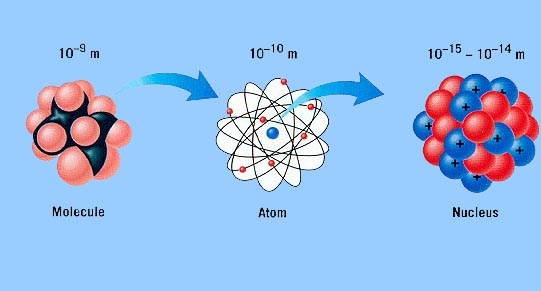 10⁻⁹ m
10⁻¹⁰ m
10⁻¹⁵ – 10⁻¹⁴ m
+
+
+
+
+
+
+
+
+
Molecule
Atom
Nucleus